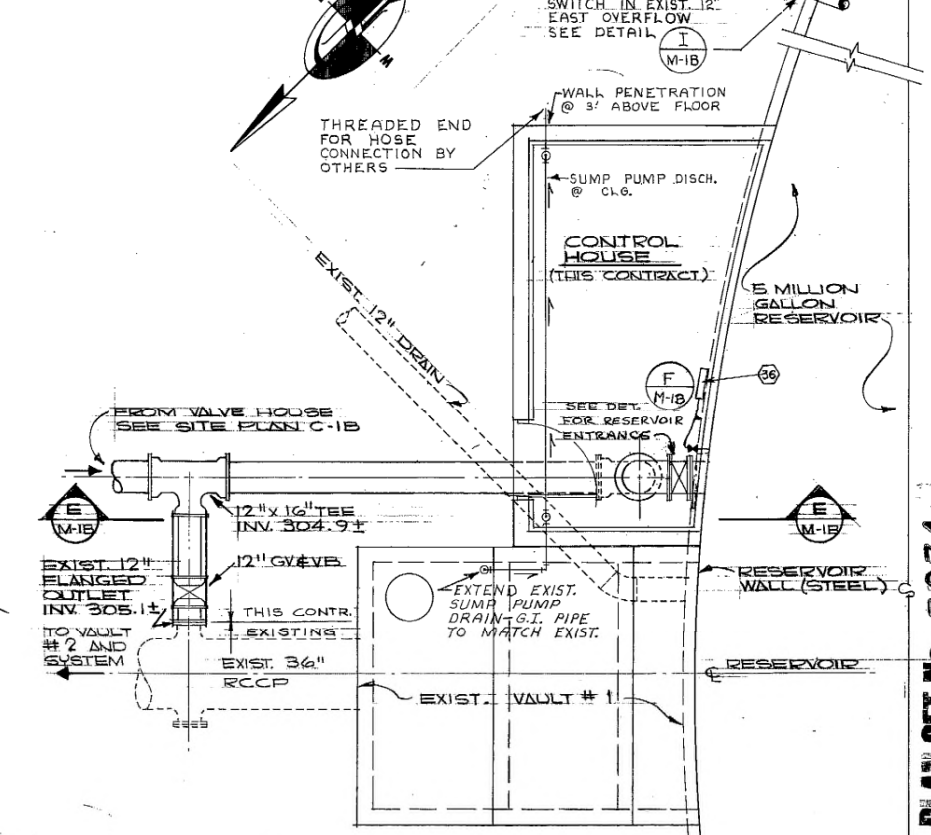 SWITCH IN EXIST. 12"
EAST OVERFLOW
SEE DETAIL
I
M-1B
W
WALL PENETRATION
@ 3' ABOVE FLOOR
THREADED END
FOR HOSE
CONNECTION BY
OTHERS
SUMP PUMP DISCH.
@ CLG.
CONTROL
HOUSE
(THIS CONTRACT)
5 MILLION
GALLON
RESERVOIR
EXIST. 12" DRAIN
F
M-1B
36
SEE DET.
FOR RESERVOIR
ENTRANCE
FROM VALVE HOUSE
SEE SITE PLAN C-1B
E
M-1B
E
M-1B
12"x 16" TEE
INV. 304.9±
12" GV&VB
EXIST. 12"
FLANGED
OUTLET
INV. 305.1±
TO VAULT
#2 AND
SYSTEM
THIS CONTR.
EXISTING
EXIST. 36"
RCCP
EXTEND EXIST.
SUMP PUMP
DRAIN-G.I. PIPE
TO MATCH EXIST.
RESERVOIR
WALL (STEEL)
℄ RESERVOIR
EXIST. VAULT # 1